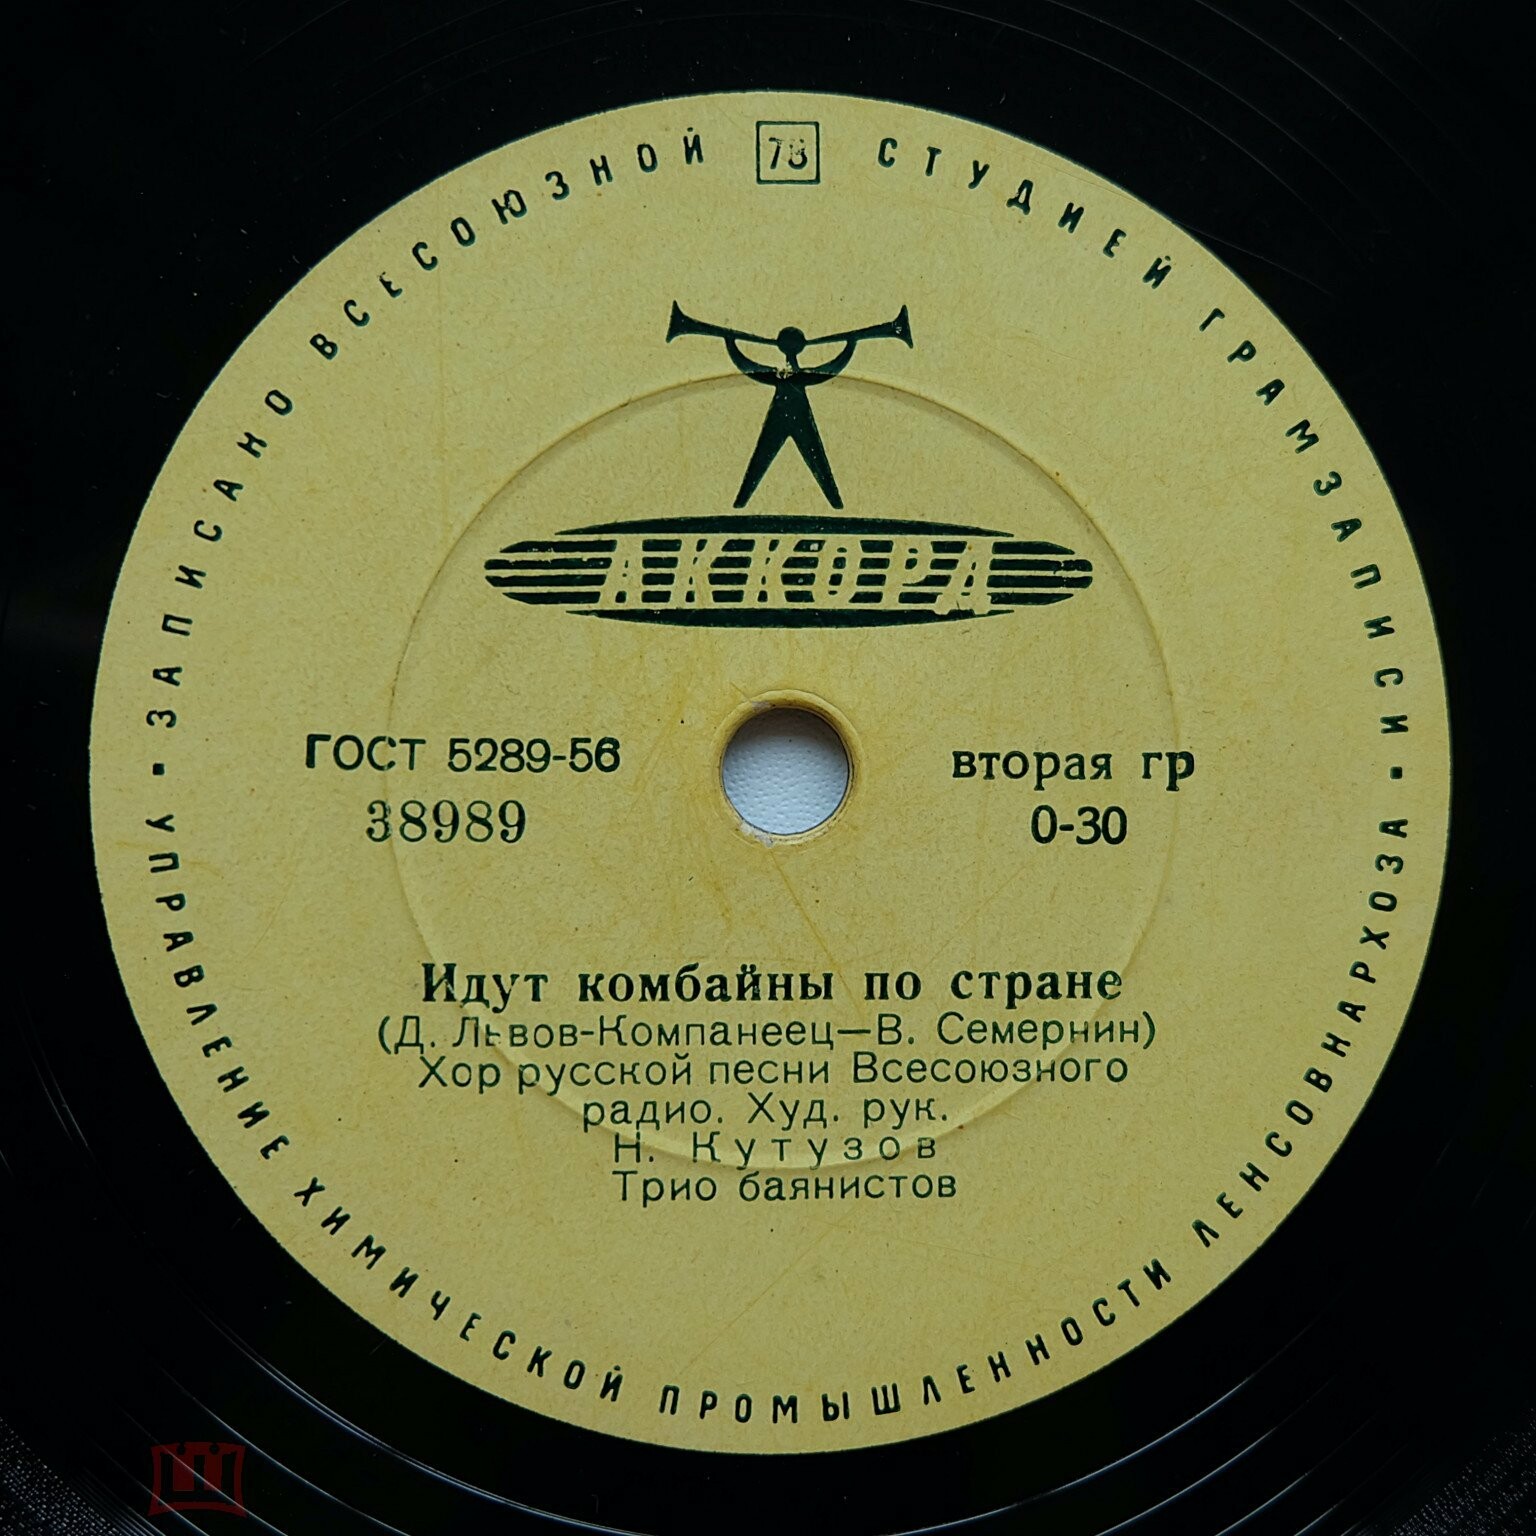 ЗАПИСАНО ВСЕСОЮЗНОЙ 78 СТУДИЕЙ ГРАМЗАПИСИ
АККОРД
ГОСТ 5289-56
38989
вторая гр
0-30
Идут комбайны по стране
(Д. Львов-Компанеец—В. Семернин)
Хор русской песни Всесоюзного
радио. Худ. рук.
Н. Кутузов
Трио баянистов
УПРАВЛЕНИЕ ХИМИЧЕСКОЙ ПРОМЫШЛЕННОСТИ ЛЕНСОВНАРХОЗА